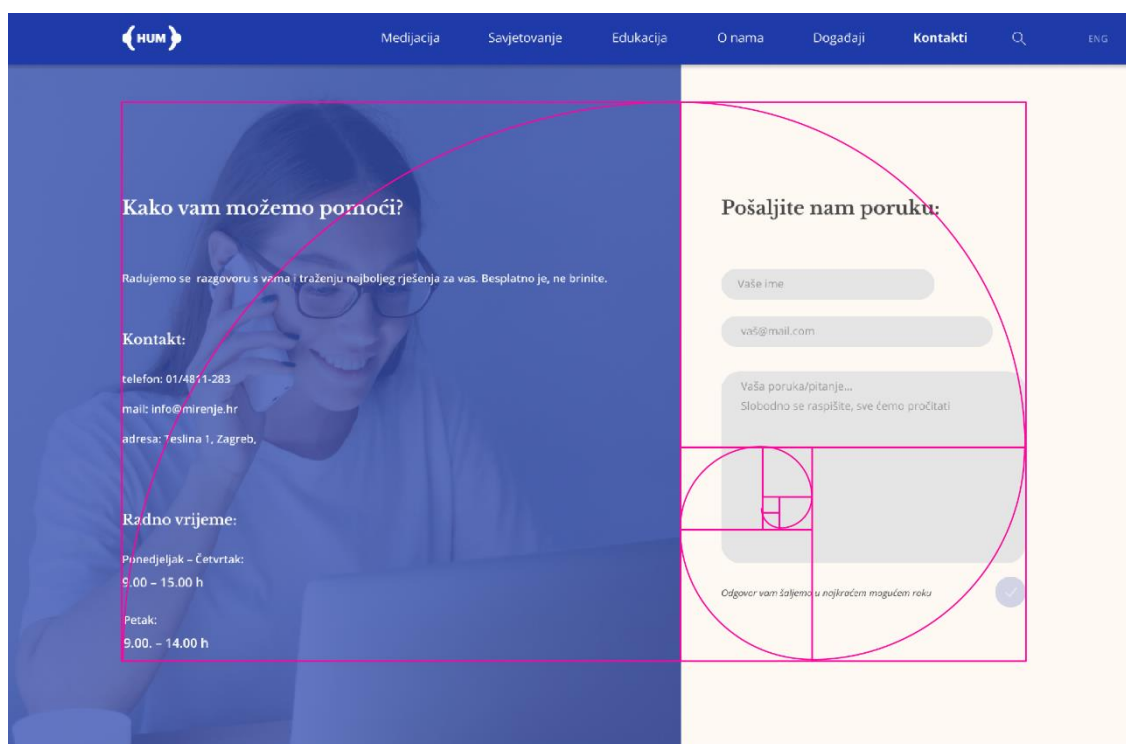 HUM
Medijacija Savjetovanje Edukacija O nama Događaji Kontakti ENG
Kako vam možemo pomoći?
Radujemo se razgovoru s vama i traženju najboljeg rješenja za vas. Besplatno je, ne brinite.
Kontakt:
telefon: 01/4811-283
mail: info@mirenje.hr
adresa: Teslina 1, Zagreb,
Radno vrijeme:
Ponedjeljak – Četvrtak:
9.00 – 15.00 h
Petak:
9.00. – 14.00 h
Pošaljite nam poruku:
Vaše ime
vaš@mail.com
Vaša poruka/pitanje...
Slobodno se raspišite, sve ćemo pročitati
Odgovor vam šaljemo u najkraćem mogućem roku